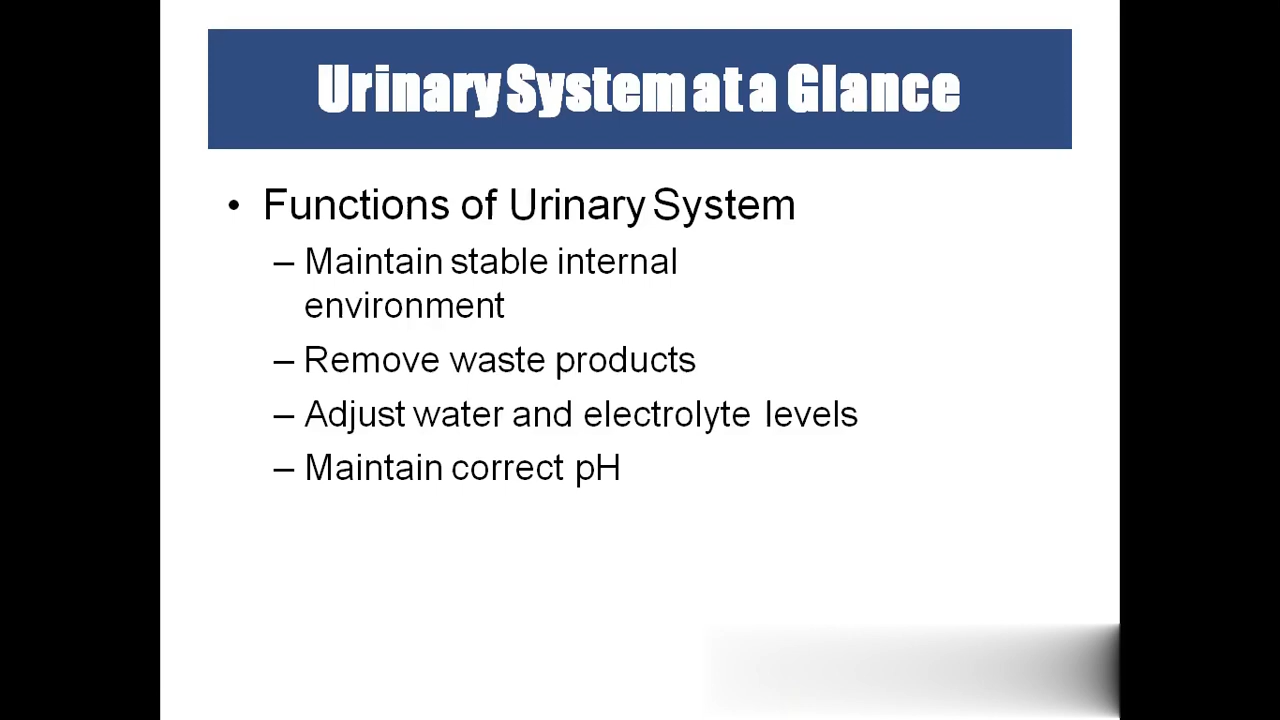 Urinary System at a Glance
• Functions of Urinary System
– Maintain stable internal
environment
– Remove waste products
– Adjust water and electrolyte levels
– Maintain correct pH